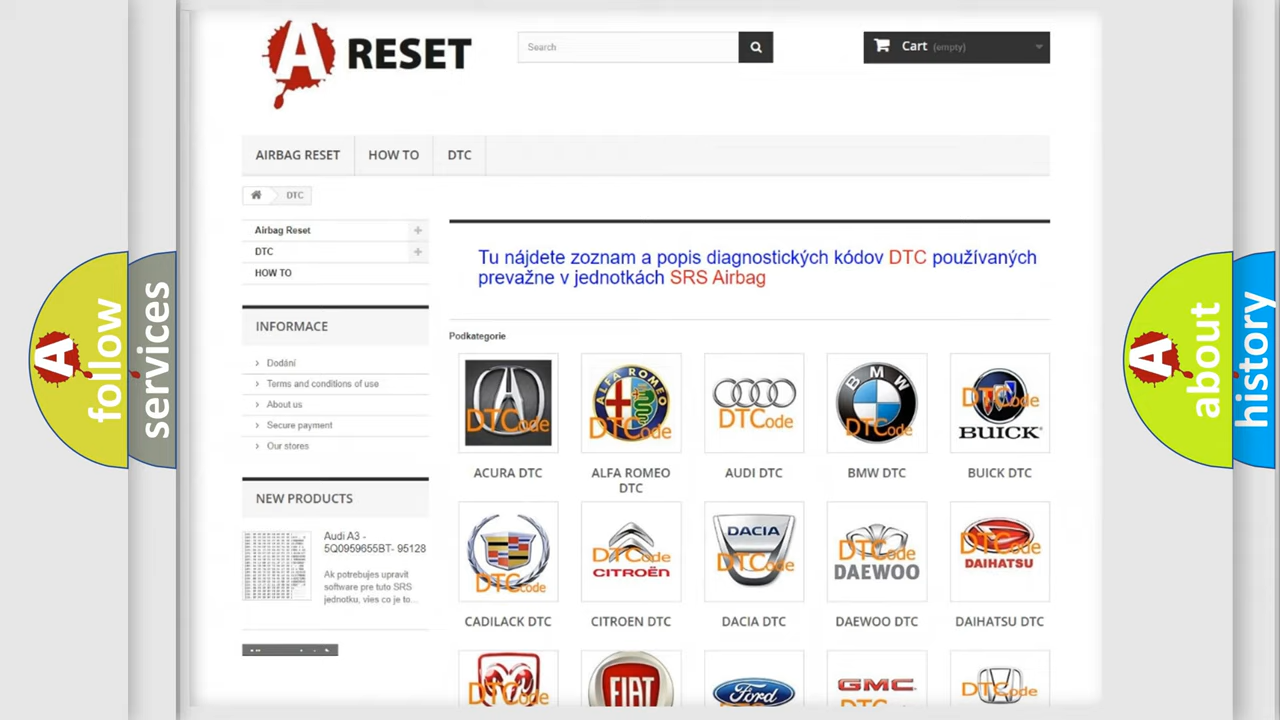 A RESET
Search
Cart (empty)
AIRBAG RESET
HOW TO
DTC
DTC
Airbag Reset
DTC
HOW TO
Tu nájdete zoznam a popis diagnostických kódov DTC používaných
prevažne v jednotkách SRS Airbag
INFORMACE
Dodání
Terms and conditions of use
About us
Secure payment
Our stores
NEW PRODUCTS
Audi A3 -
5Q0959655BT- 95128
Ak potrebujes upravit
software pre tuto SRS
jednotku, vies co je to...
Podkategorie
DTCode
ALFA ROMEO
DTCode
DTCode
BMW
DTCode
DTCode
BUICK
ACURA DTC
ALFA ROMEO
DTC
AUDI DTC
BMW DTC
BUICK DTC
DTCode
DTCode
CITROËN
DACIA
DTCode
DTCode
DAEWOO
DTCode
DAIHATSU
CADILACK DTC
CITROEN DTC
DACIA DTC
DAEWOO DTC
DAIHATSU DTC
DTCode
FIAT
Ford
GMC
DTCode
A follow
services
A about
history